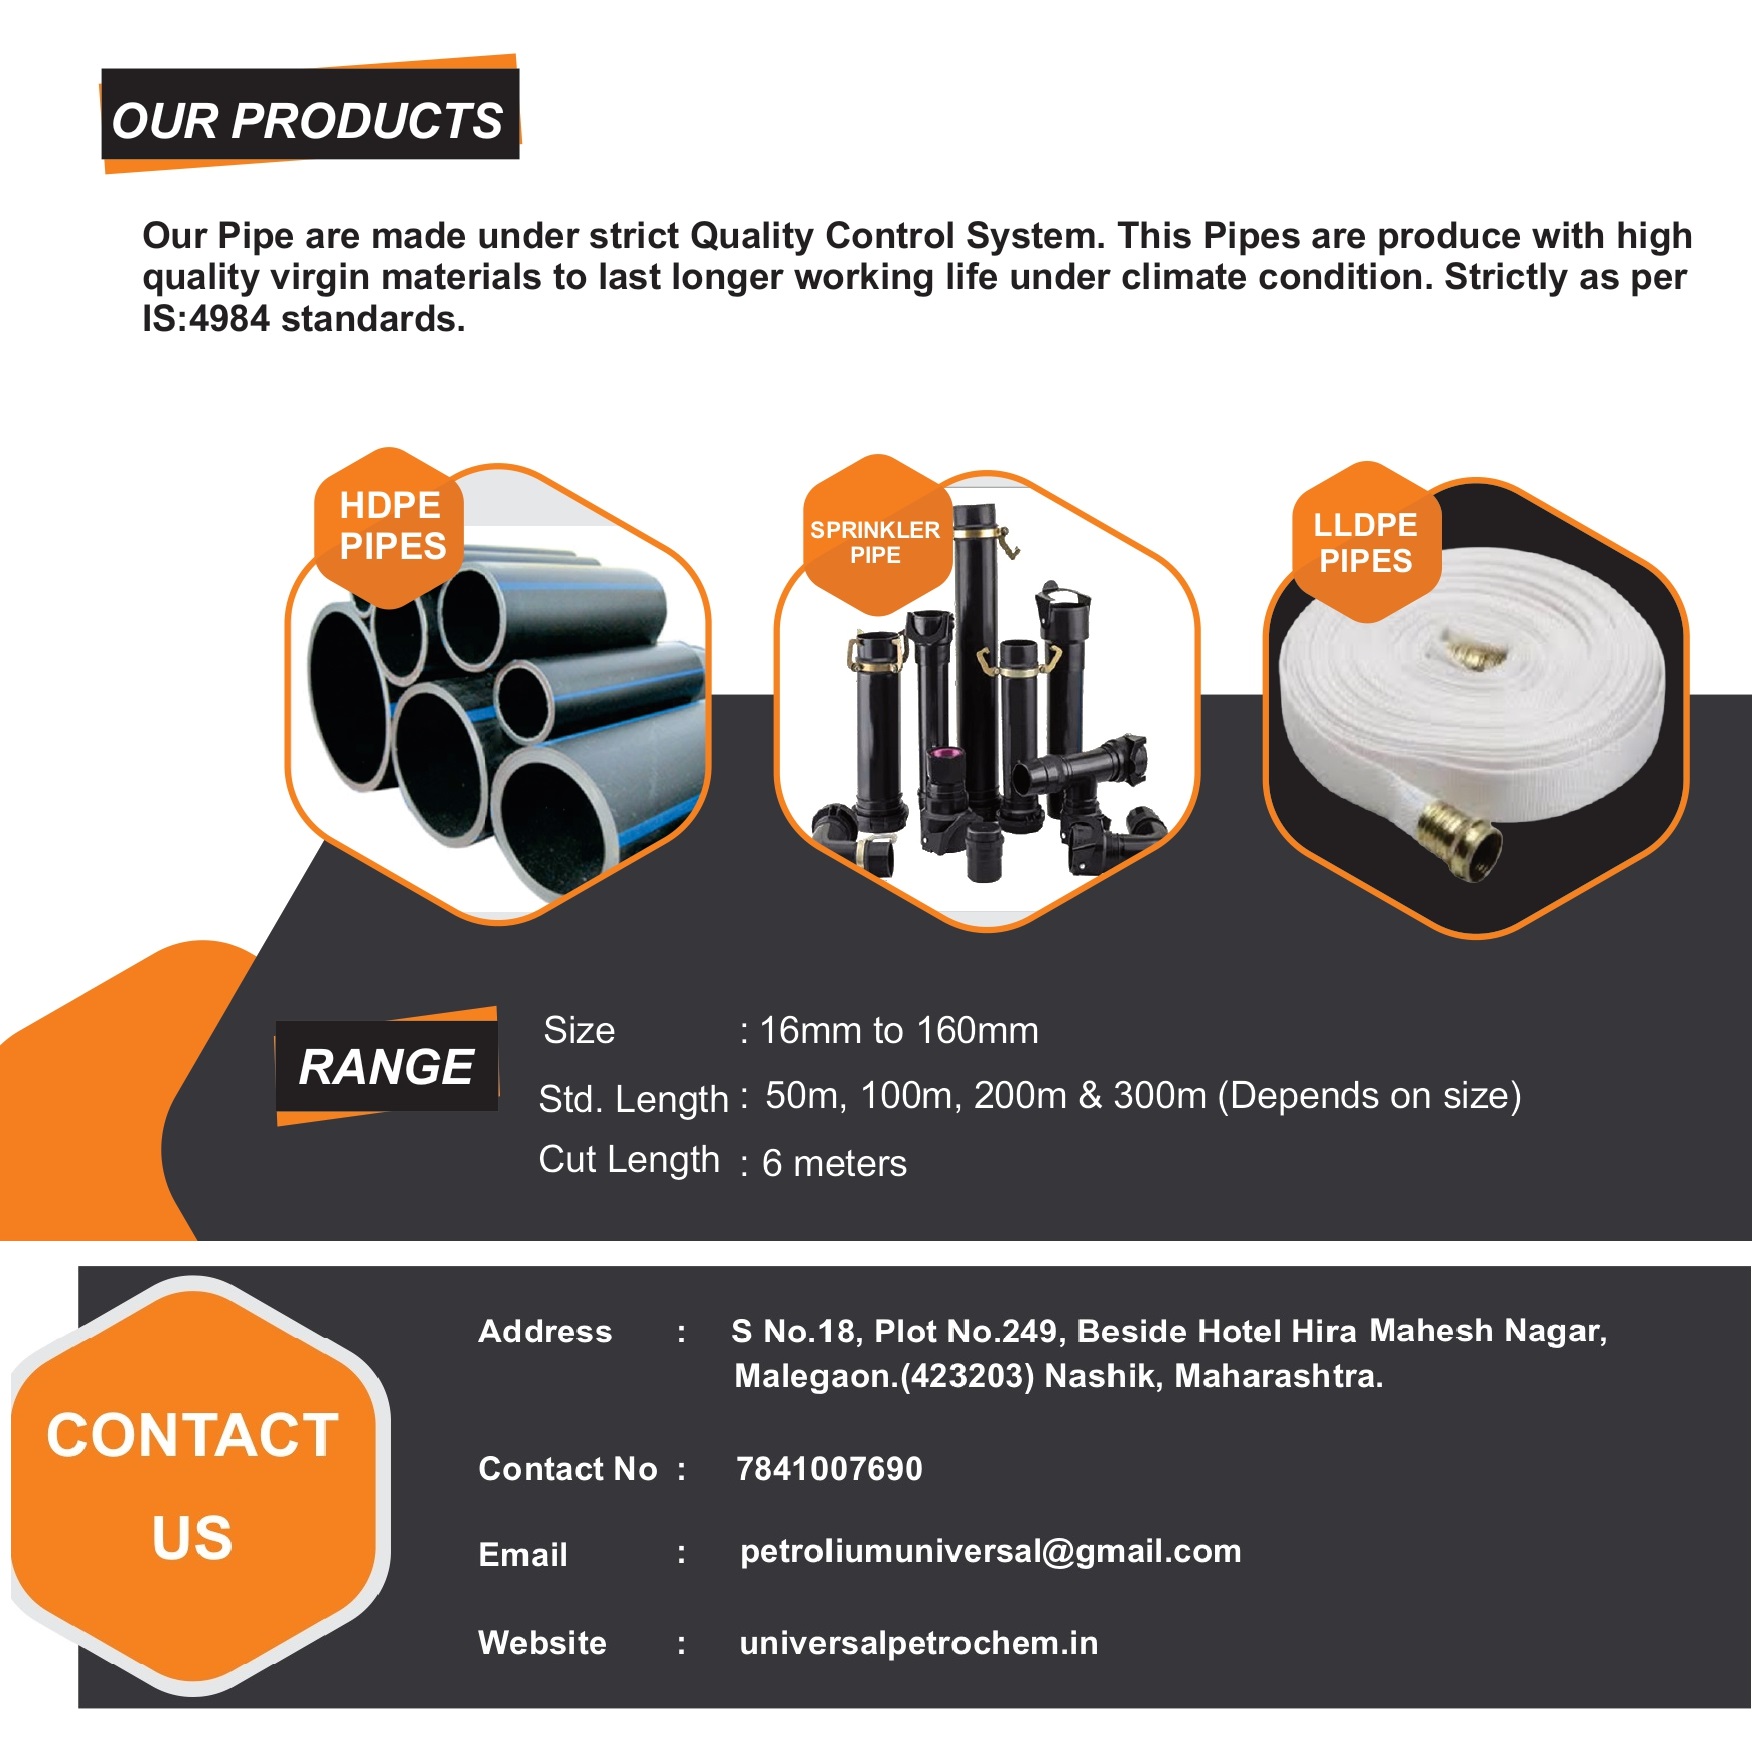 OUR PRODUCTS
Our Pipe are made under strict Quality Control System. This Pipes are produce with high
quality virgin materials to last longer working life under climate condition. Strictly as per
IS:4984 standards.
HDPE
PIPES
SPRINKLER
PIPE
LLDPE
PIPES
RANGE
Size : 16mm to 160mm
Std. Length : 50m, 100m, 200m & 300m (Depends on size)
Cut Length : 6 meters
CONTACT
US
Address : S No.18, Plot No.249, Beside Hotel Hira Mahesh Nagar,
Malegaon.(423203) Nashik, Maharashtra.
Contact No : 7841007690
Email : petroliumuniversal@gmail.com
Website : universalpetrochem.in